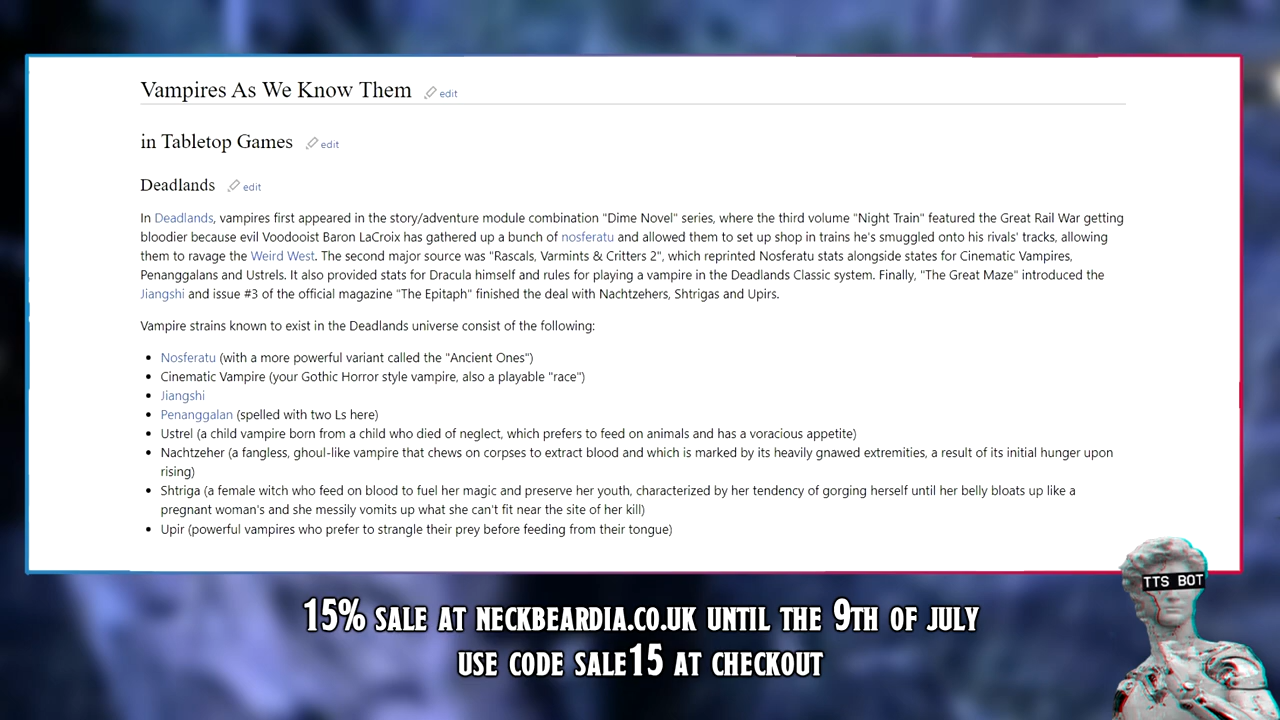 Vampires As We Know Them edit
in Tabletop Games edit
Deadlands edit
In Deadlands, vampires first appeared in the story/adventure module combination "Dime Novel" series, where the third volume "Night Train" featured the Great Rail War getting
bloodier because evil Voodooist Baron LaCroix has gathered up a bunch of nosferatu and allowed them to set up shop in trains he's smuggled onto his rivals' tracks, allowing
them to ravage the Weird West. The second major source was "Rascals, Varmints & Critters 2", which reprinted Nosferatu stats alongside states for Cinematic Vampires,
Penanggalans and Ustrels. It also provided stats for Dracula himself and rules for playing a vampire in the Deadlands Classic system. Finally, "The Great Maze" introduced the
Jiangshi and issue #3 of the official magazine "The Epitaph" finished the deal with Nachtzehers, Shtrigas and Upirs.
Vampire strains known to exist in the Deadlands universe consist of the following:
• Nosferatu (with a more powerful variant called the "Ancient Ones")
• Cinematic Vampire (your Gothic Horror style vampire, also a playable "race")
• Jiangshi
• Penanggalan (spelled with two Ls here)
• Ustrel (a child vampire born from a child who died of neglect, which prefers to feed on animals and has a voracious appetite)
• Nachtzeher (a fangless, ghoul-like vampire that chews on corpses to extract blood and which is marked by its heavily gnawed extremities, a result of its initial hunger upon
rising)
• Shtriga (a female witch who feed on blood to fuel her magic and preserve her youth, characterized by her tendency of gorging herself until her belly bloats up like a
pregnant woman's and she messily vomits up what she can't fit near the site of her kill)
• Upir (powerful vampires who prefer to strangle their prey before feeding from their tongue)
TTS BOT
15% SALE AT NECKBEARDIA.CO.UK UNTIL THE 9TH OF JULY
USE CODE SALE15 AT CHECKOUT